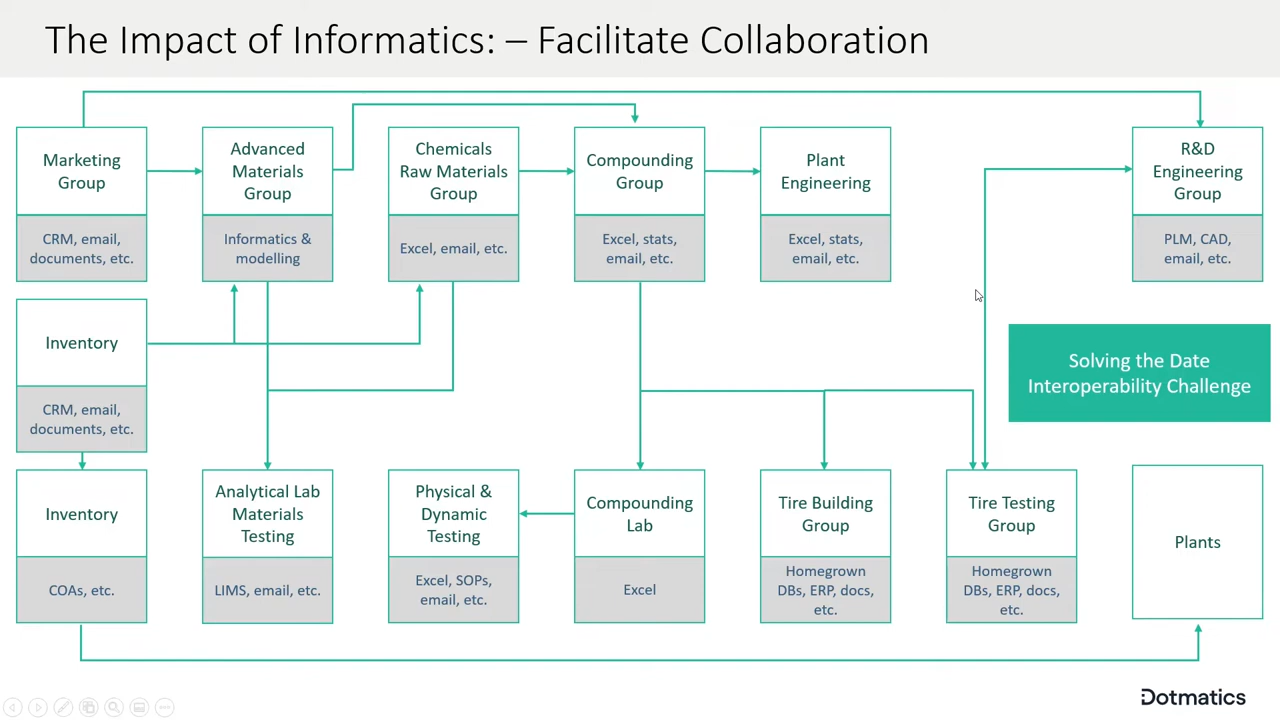 The Impact of Informatics: – Facilitate Collaboration
Marketing
Group
CRM, email,
documents, etc.
Advanced
Materials
Group
Informatics &
modelling
Chemicals
Raw Materials
Group
Excel, email, etc.
Compounding
Group
Excel, stats,
email, etc.
Plant
Engineering
Excel, stats,
email, etc.
R&D
Engineering
Group
PLM, CAD,
email, etc.
Inventory
CRM, email,
documents, etc.
Solving the Date
Interoperability Challenge
Inventory
COAs, etc.
Analytical Lab
Materials
Testing
LIMS, email, etc.
Physical &
Dynamic
Testing
Excel, SOPs,
email, etc.
Compounding
Lab
Excel
Tire Building
Group
Homegrown
DBs, ERP, docs,
etc.
Tire Testing
Group
Homegrown
DBs, ERP, docs,
etc.
Plants
Dotmatics